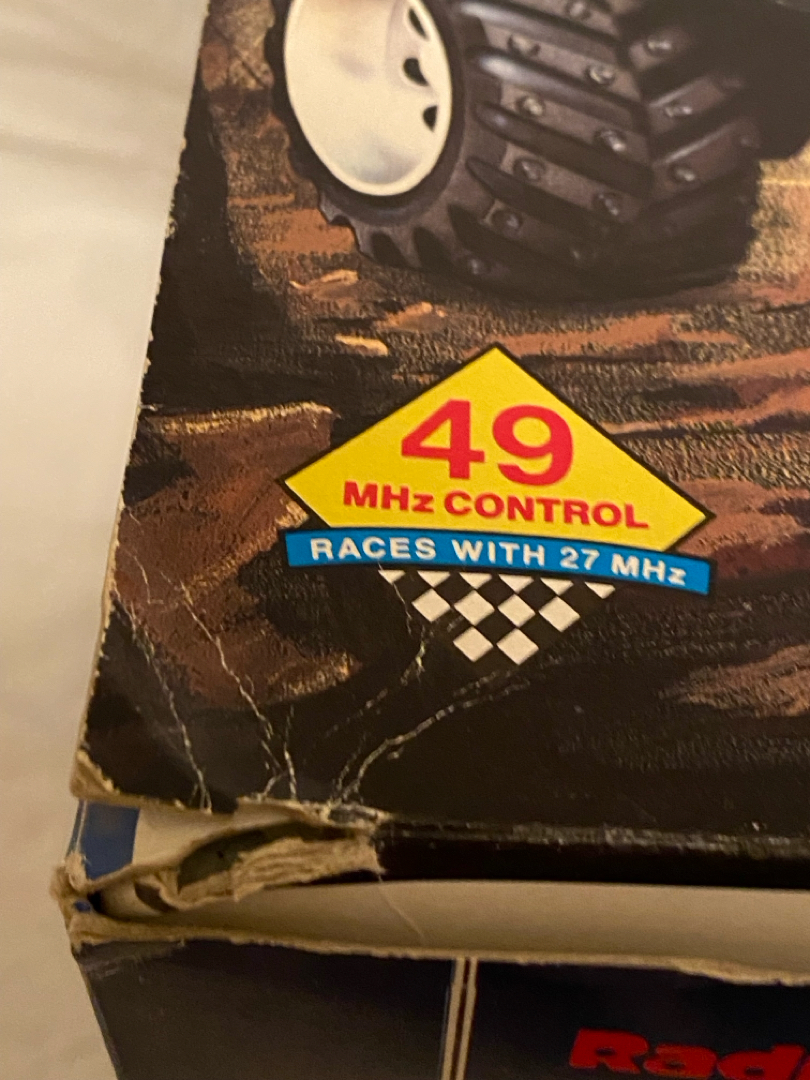 49
MHz CONTROL
RACES WITH 27 MHz